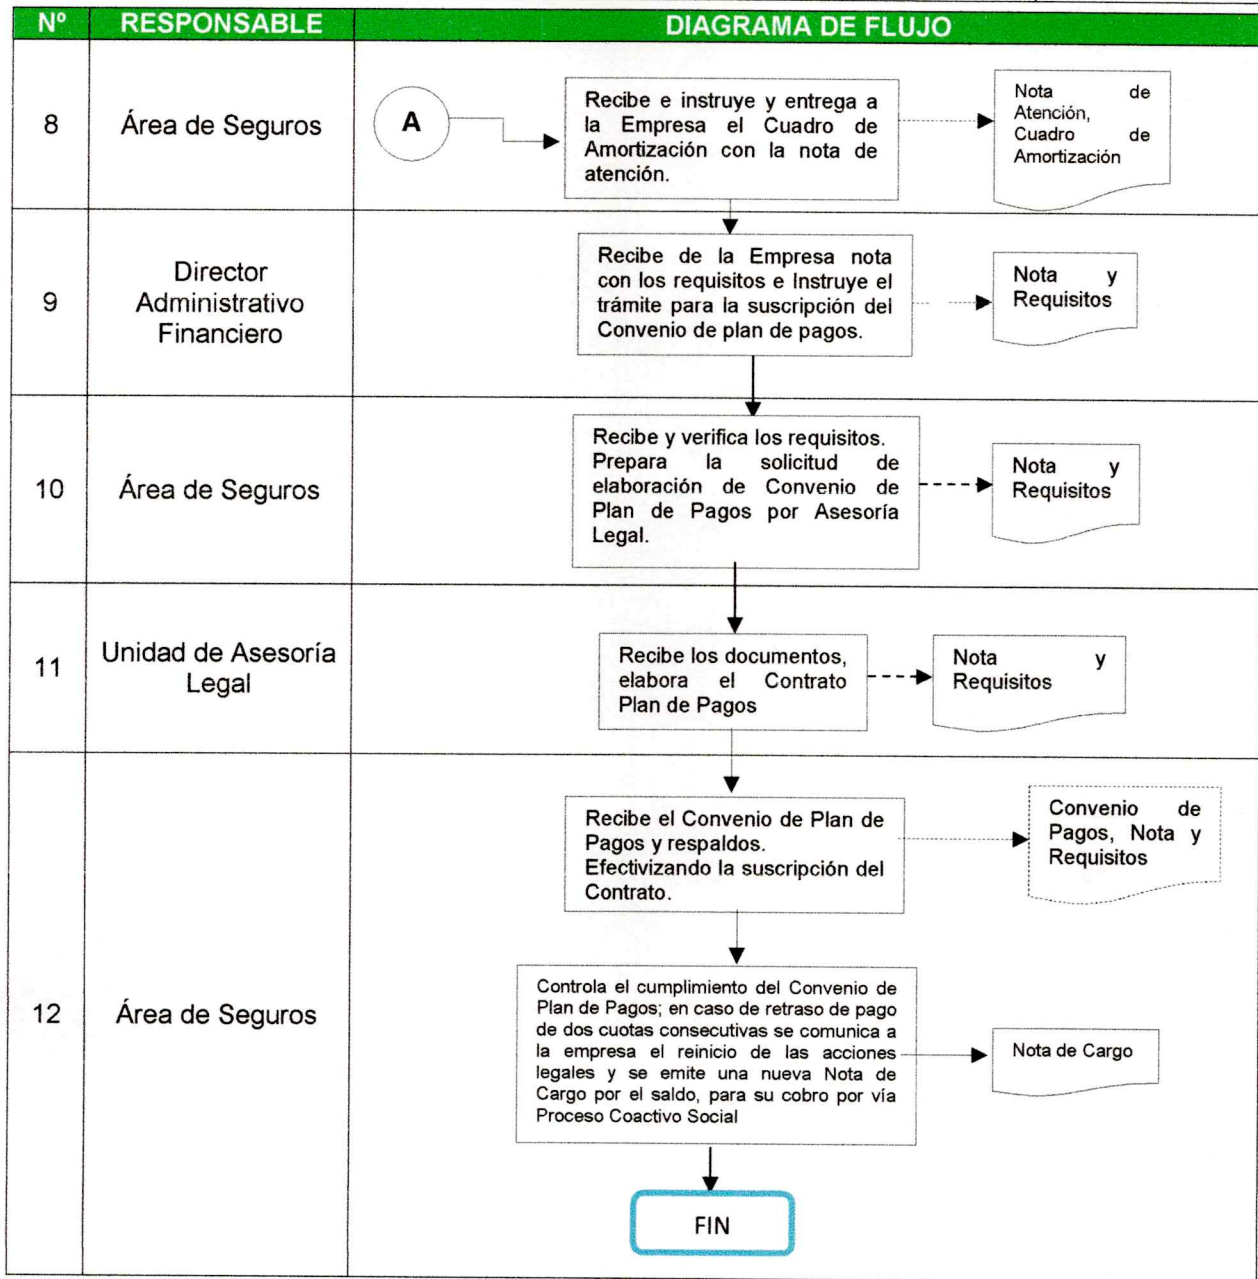 Nº RESPONSABLE DIAGRAMA DE FLUJO
8
Área de Seguros
A
Recibe e instruye y entrega a
la Empresa el Cuadro de
Amortización con la nota de
atención.
Nota de
Atención,
Cuadro de
Amortización
9
Director
Administrativo
Financiero
Recibe de la Empresa nota
con los requisitos e Instruye el
trámite para la suscripción del
Convenio de plan de pagos.
Nota y
Requisitos
10
Área de Seguros
Recibe y verifica los requisitos.
Prepara la solicitud de
elaboración de Convenio de
Plan de Pagos por Asesoría
Legal.
Nota y
Requisitos
11
Unidad de Asesoría
Legal
Recibe los documentos,
elabora el Contrato
Plan de Pagos
Nota y
Requisitos
12
Área de Seguros
Recibe el Convenio de Plan de
Pagos y respaldos.
Efectivizando la suscripción del
Contrato.
Convenio de
Pagos, Nota y
Requisitos
Controla el cumplimiento del Convenio de
Plan de Pagos; en caso de retraso de pago
de dos cuotas consecutivas se comunica a
la empresa el reinicio de las acciones
legales y se emite una nueva Nota de
Cargo por el saldo, para su cobro por vía
Proceso Coactivo Social
Nota de Cargo
FIN